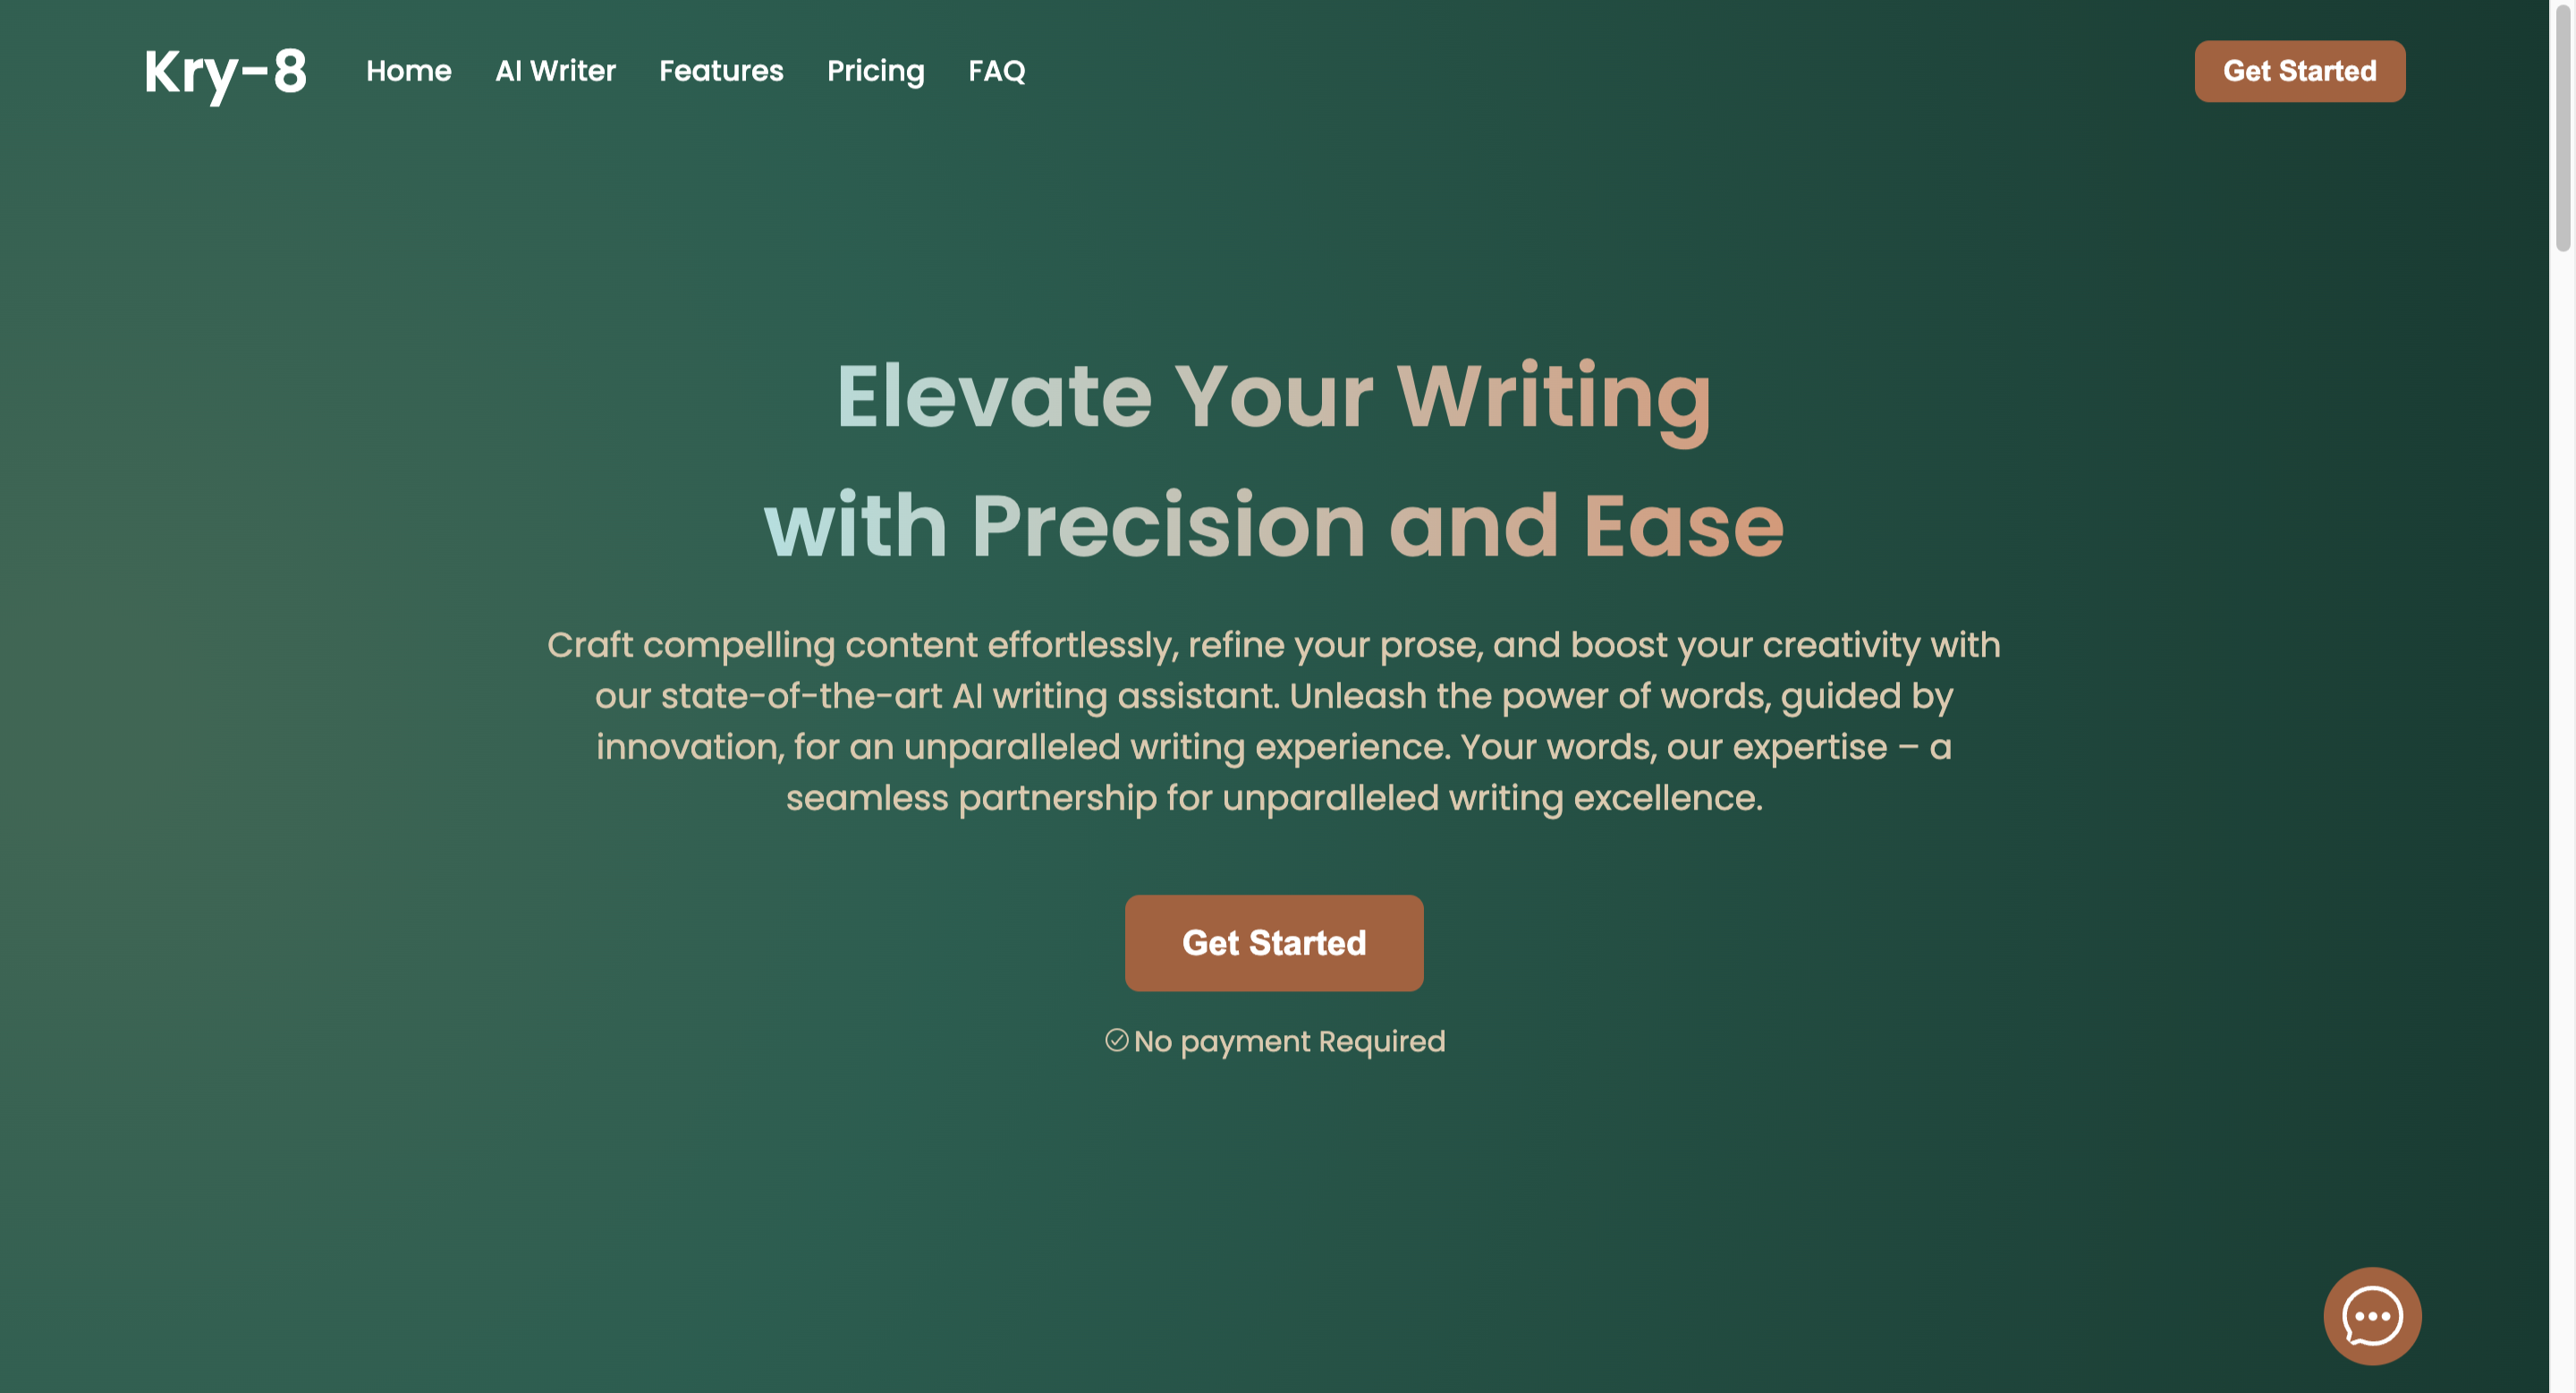 Kry-8
Home
AI Writer
Features
Pricing
FAQ
Get Started
Elevate Your Writing
with Precision and Ease
Craft compelling content effortlessly, refine your prose, and boost your creativity with
our state-of-the-art AI writing assistant. Unleash the power of words, guided by
innovation, for an unparalleled writing experience. Your words, our expertise – a
seamless partnership for unparalleled writing excellence.
Get Started
No payment Required